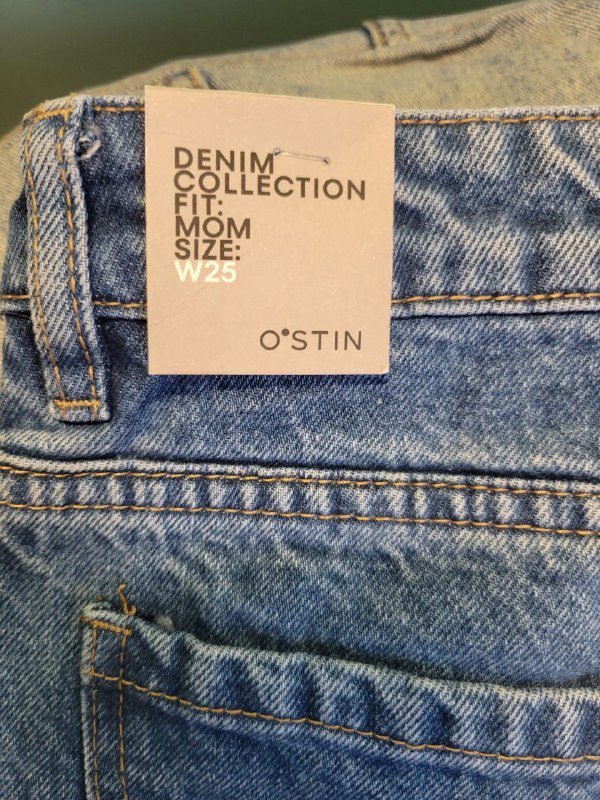 DENIM
COLLECTION
FIT:
MOM
SIZE:
W25
O'STIN